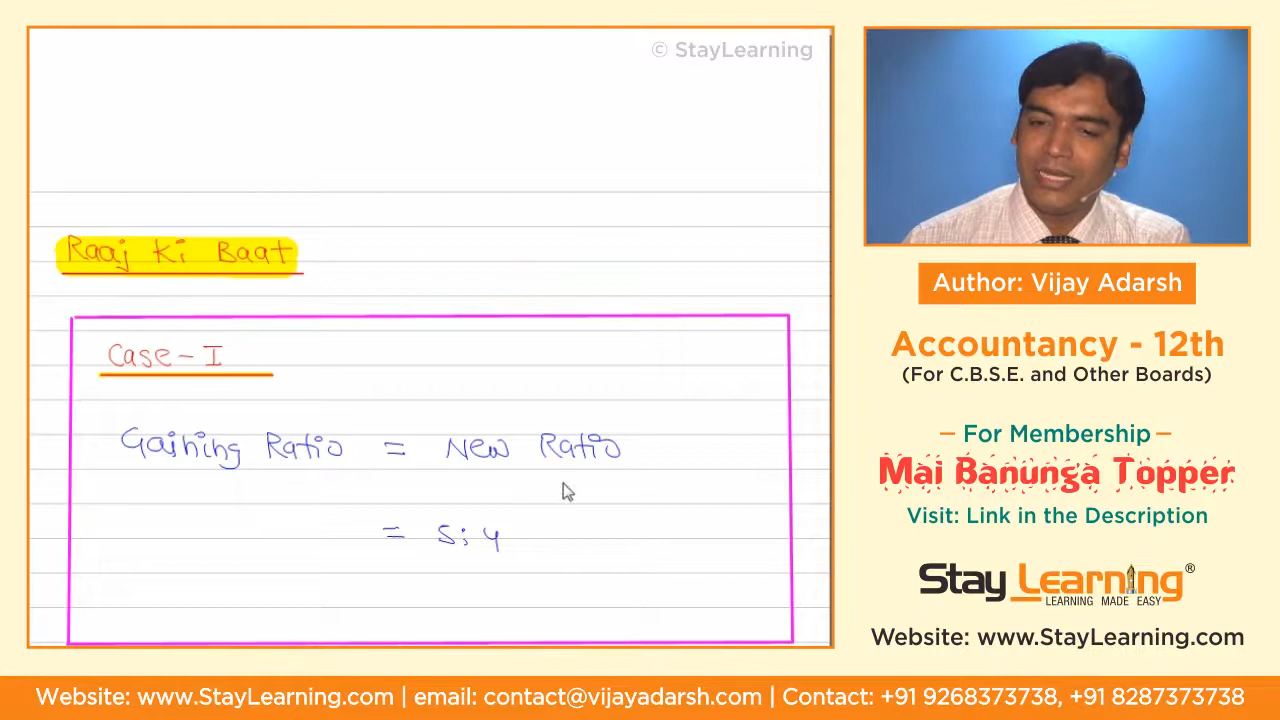 © StayLearning
Raaj Ki Baat
Case - I
Gaining Ratio = New Ratio
= 5:4
Author: Vijay Adarsh
Accountancy - 12th
(For C.B.S.E. and Other Boards)
– For Membership –
Mai Banunga Topper
Visit: Link in the Description
Stay Learning®
LEARNING MADE EASY
Website: www.StayLearning.com
Website: www.StayLearning.com | email: contact@vijayadarsh.com | Contact: +91 9268373738, +91 8287373738